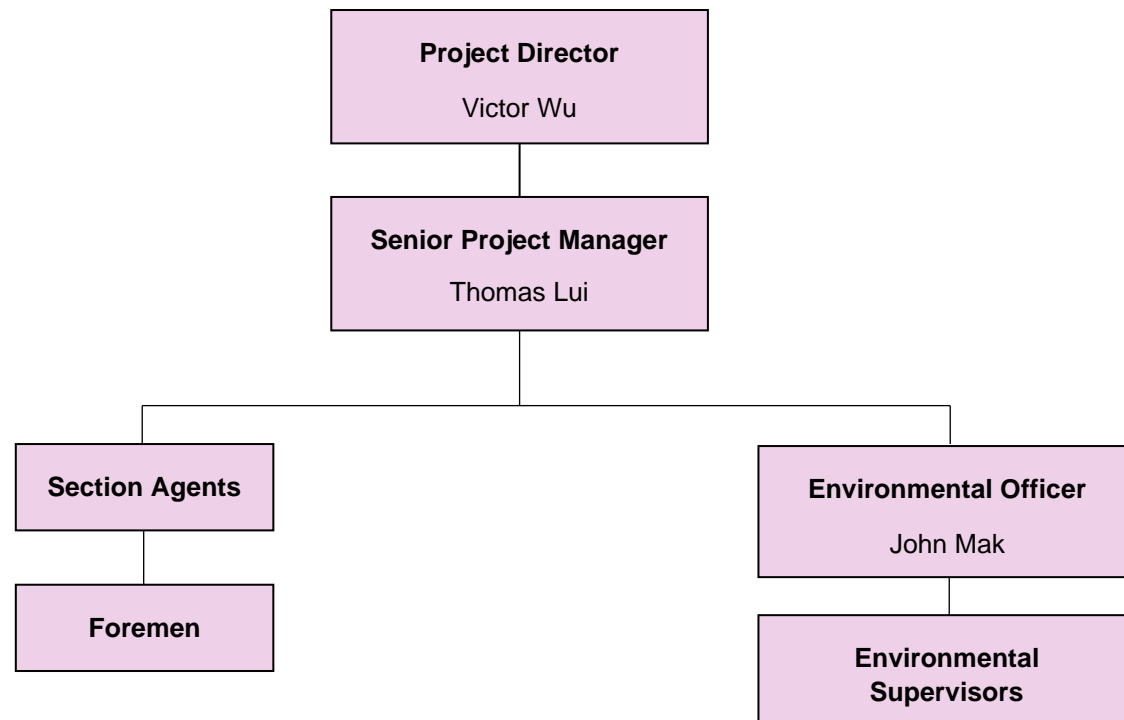 Project Director
Victor Wu
Senior Project Manager
Thomas Lui
Section Agents
Foremen
Environmental Officer
John Mak
Environmental
Supervisors